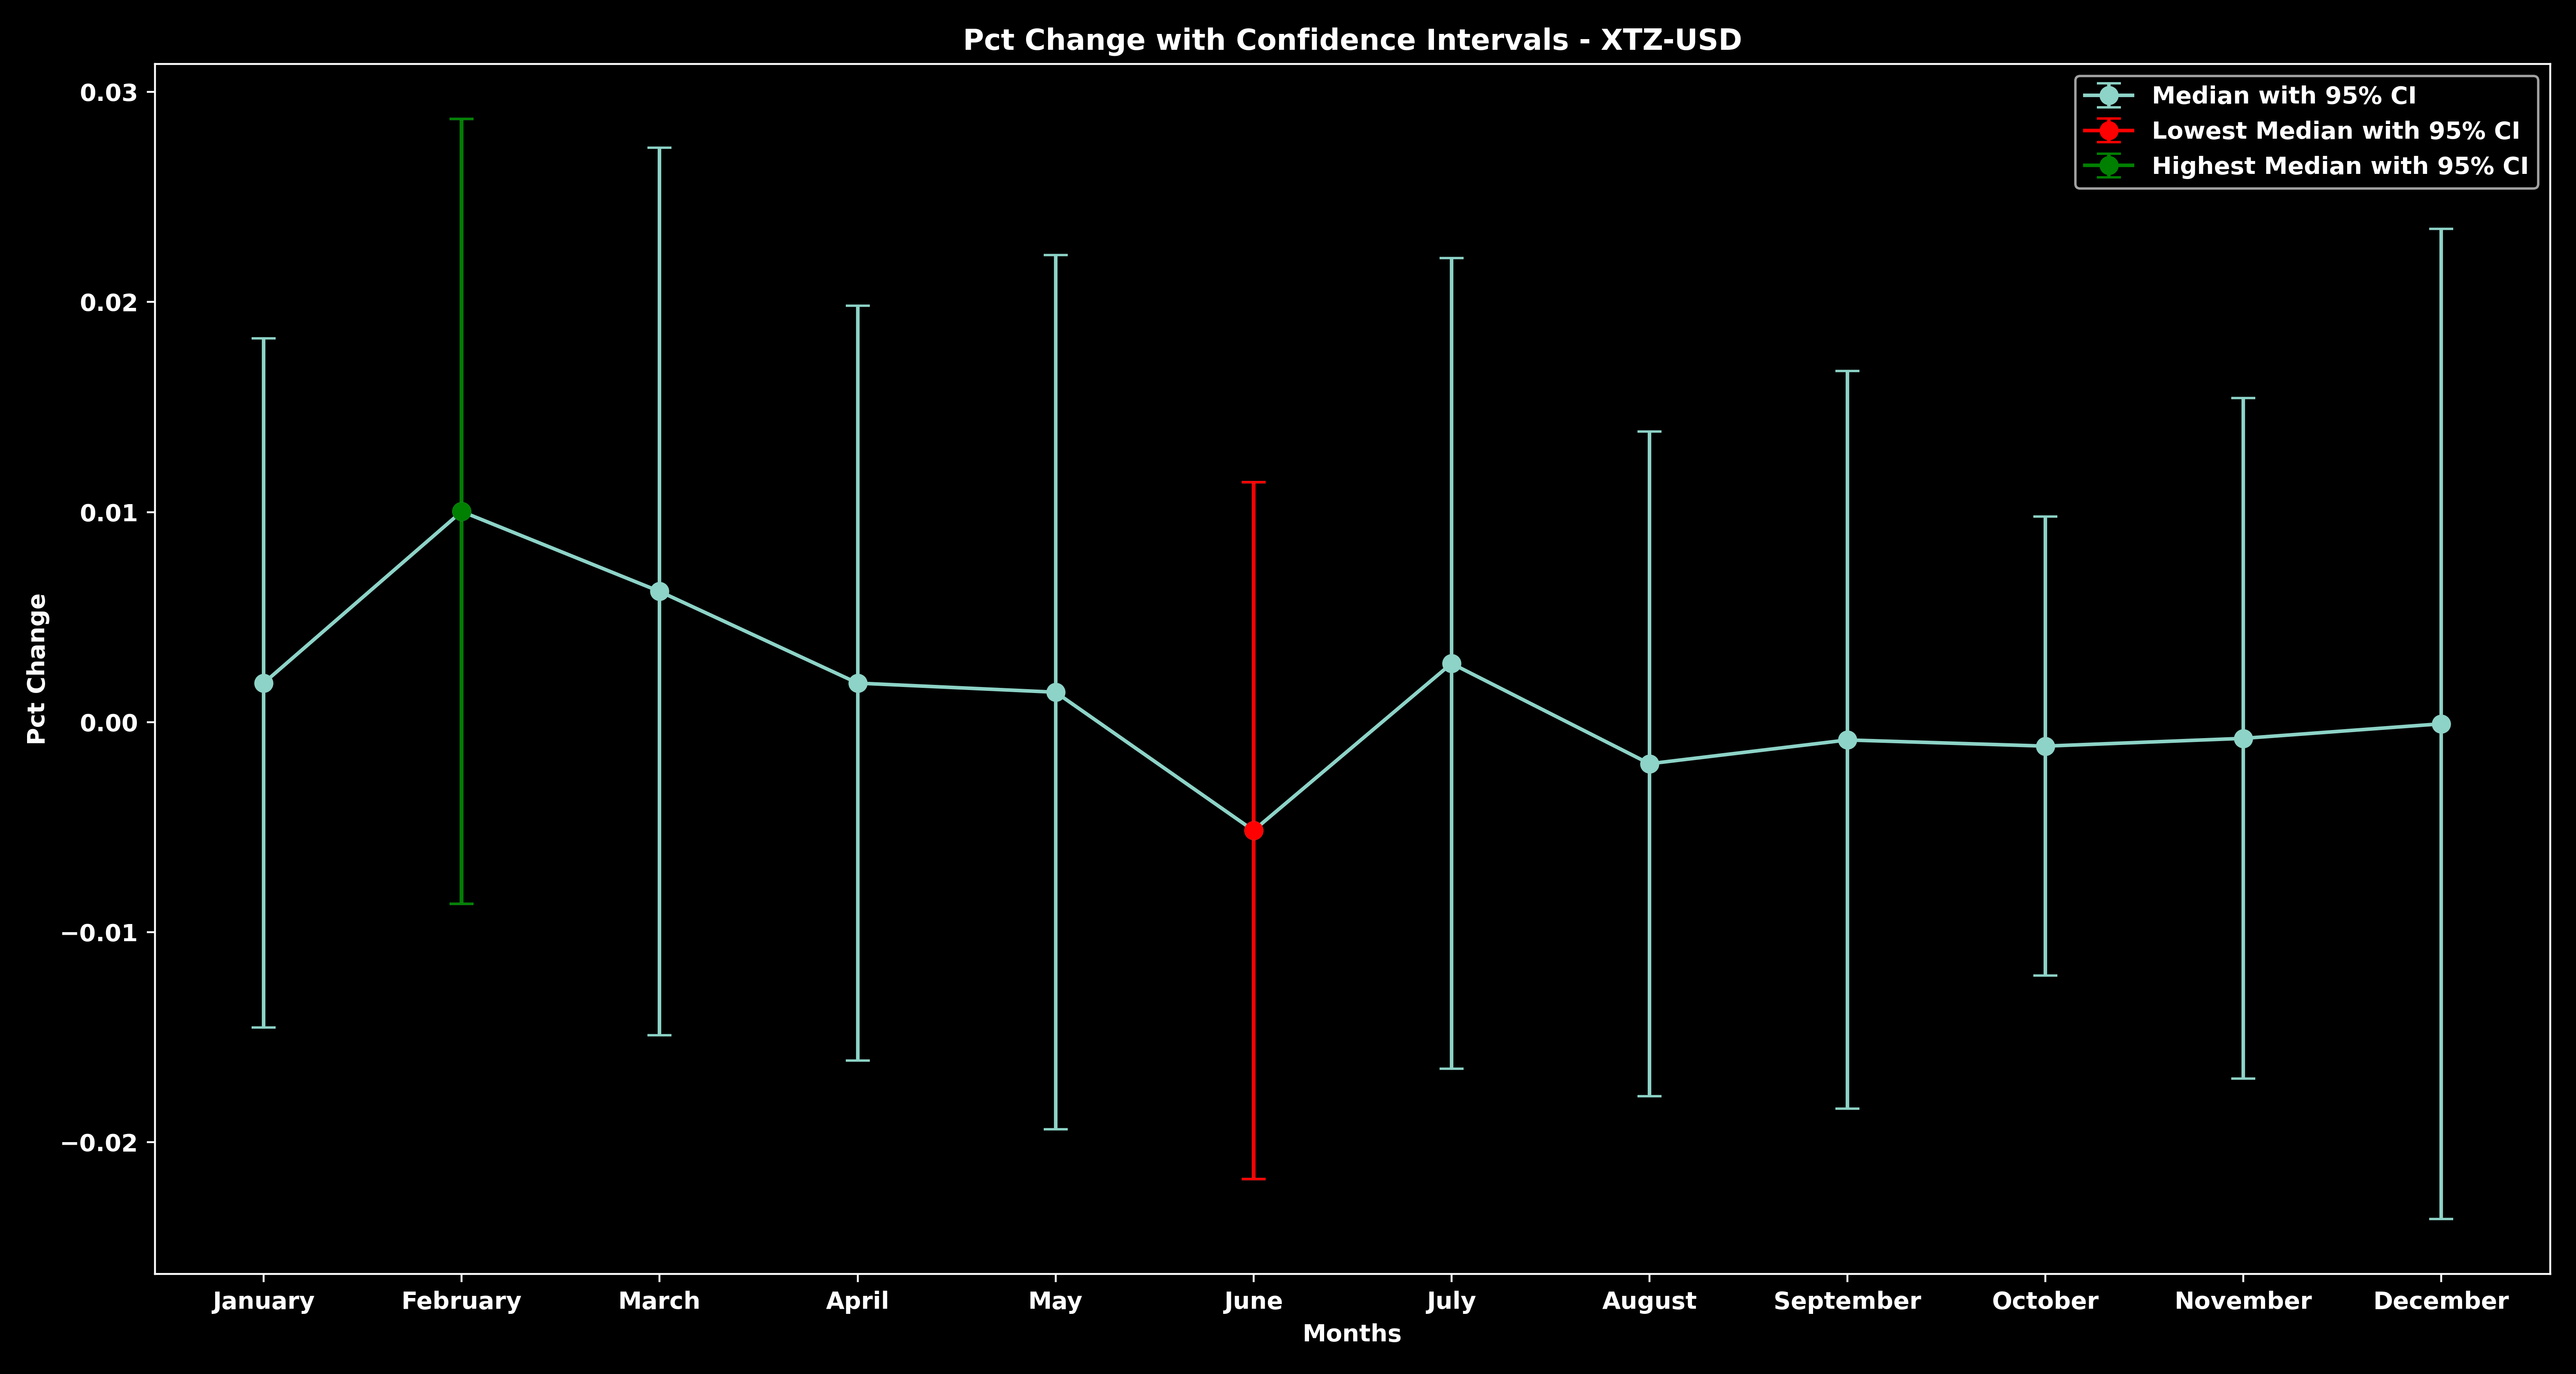 Pct Change with Confidence Intervals - XTZ-USD
Median with 95% CI
Lowest Median with 95% CI
Highest Median with 95% CI
Pct Change
0.03
0.02
0.01
0.00
−0.01
−0.02
January February March April May June July August September October November December
Months